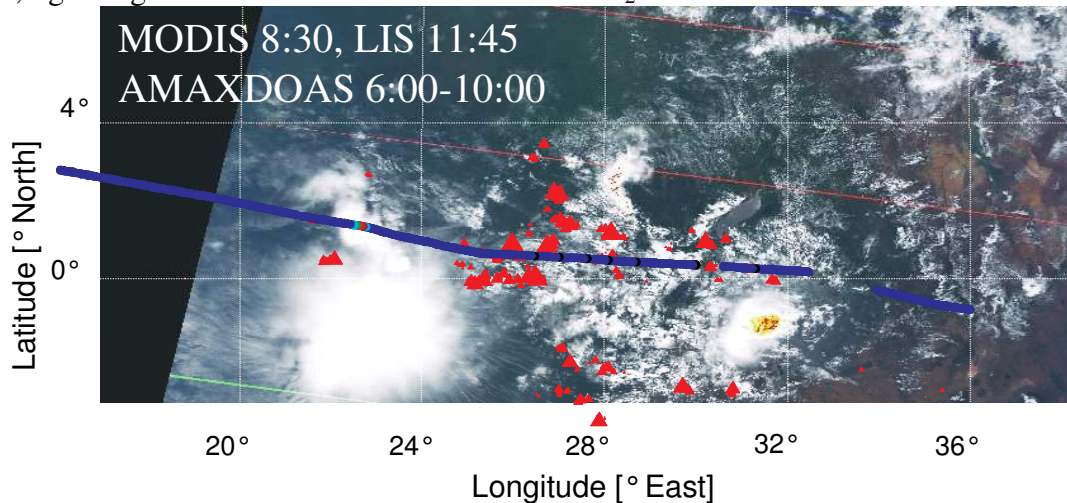 MODIS 8:30, LIS 11:45
AMAXDOAS 6:00-10:00
4°
0°
Latitude [° North]
20° 24° 28° 32° 36°
Longitude [° East]